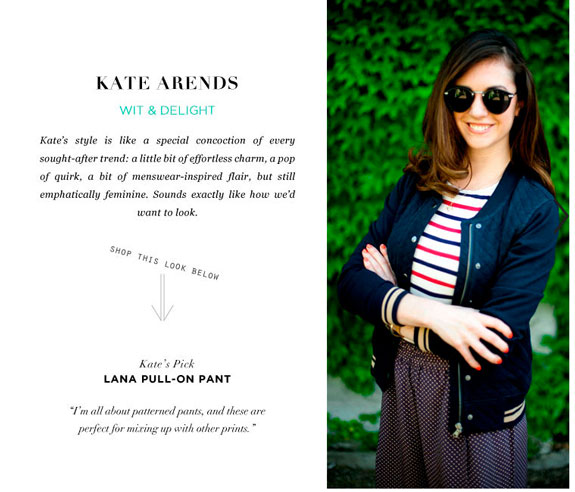 KATE ARENDS
WIT & DELIGHT
Kate's style is like a special concoction of every
sought-after trend: a little bit of effortless charm, a pop
of quirk, a bit of menswear-inspired flair, but still
emphatically feminine. Sounds exactly like how we'd
want to look.
SHOP THIS LOOK BELOW
Kate's Pick
LANA PULL-ON PANT
“I'm all about patterned pants, and these are
perfect for mixing up with other prints.”